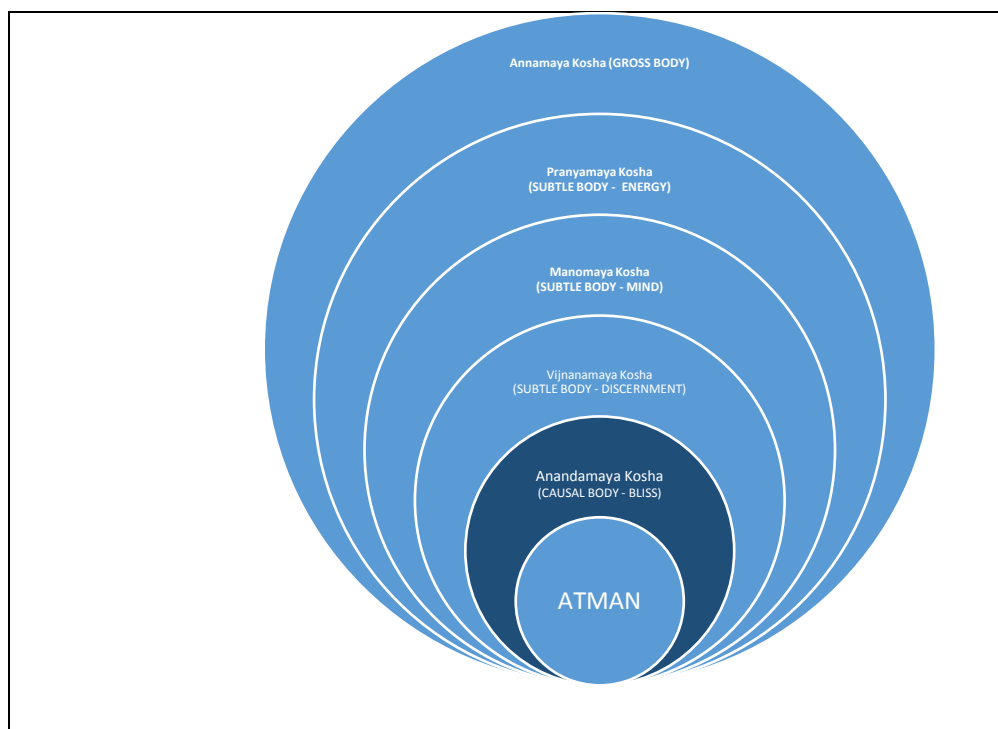 Annamaya Kosha (GROSS BODY)
Pranyamaya Kosha
(SUBTLE BODY - ENERGY)
Manomaya Kosha
(SUBTLE BODY - MIND)
Vijnanamaya Kosha
(SUBTLE BODY - DISCERNMENT)
Anandamaya Kosha
(CAUSAL BODY - BLISS)
ATMAN